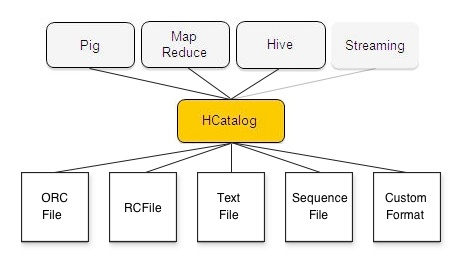 Pig
Map
Reduce
Hive
Streaming
HCatalog
ORC
File
RCFile
Text
File
Sequence
File
Custom
Format